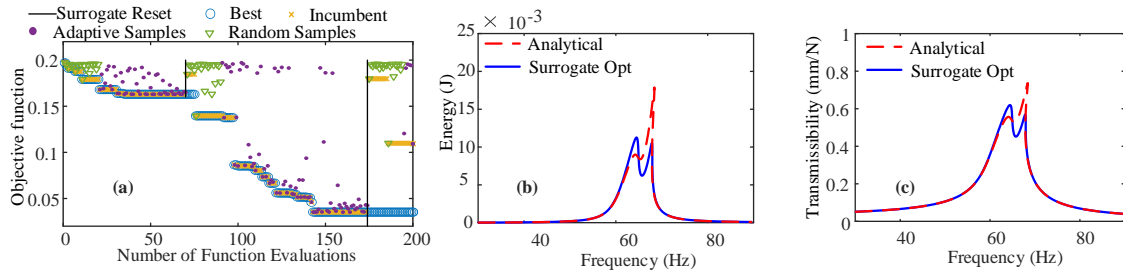 Surrogate Reset Best Incumbent
Adaptive Samples Random Samples
0.2
0.15
0.1
0.05
Objective function
(a)
0 50 100 150 200
Number of Function Evaluations
× 10⁻³
Analytical
Surrogate Opt
25
20
15
10
5
0
Energy (J)
(b)
40 60 80
Frequency (Hz)
Analytical
Surrogate Opt
1
0.8
0.6
0.4
0.2
0
Transmissibility (mm/N)
(c)
40 60 80
Frequency (Hz)